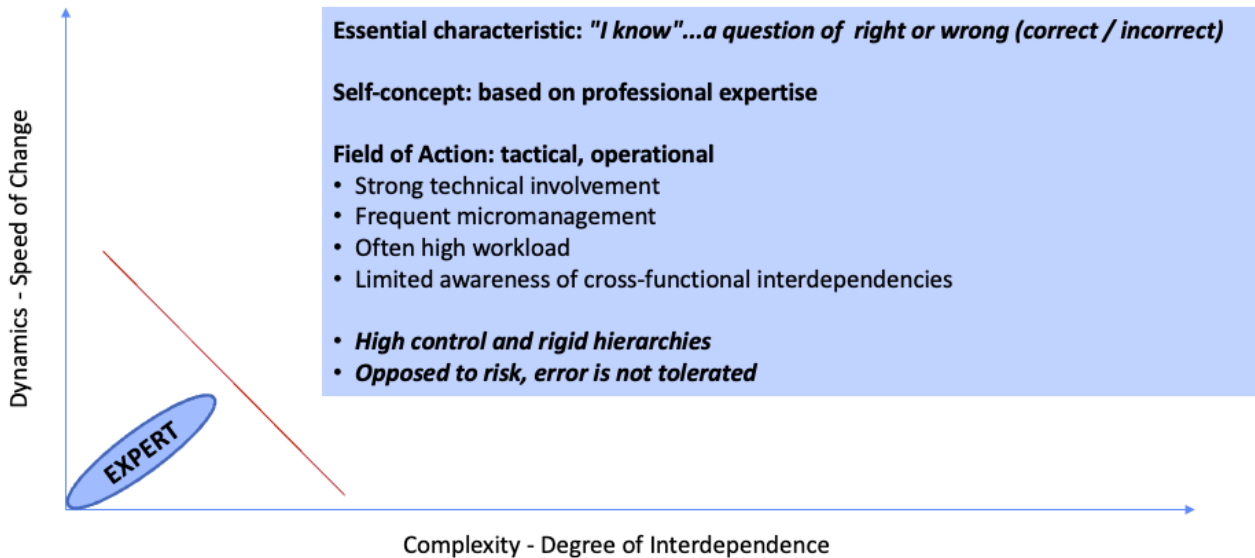 Essential characteristic: "I know"...a question of  right or wrong (correct / incorrect)
Self-concept: based on professional expertise
Field of Action: tactical, operational
• Strong technical involvement
• Frequent micromanagement
• Often high workload
• Limited awareness of cross-functional interdependencies
• High control and rigid hierarchies
• Opposed to risk, error is not tolerated
Dynamics - Speed of Change
EXPERT
Complexity - Degree of Interdependence